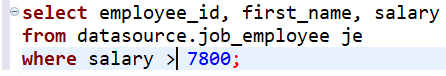 select employee_id, first_name, salary
from datasource.job_employee je
where salary > 7800;